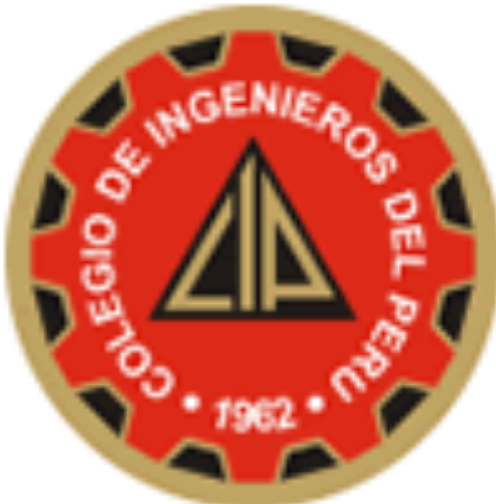 COLEGIO DE INGENIEROS DEL PERU
• 1962 •
CIP